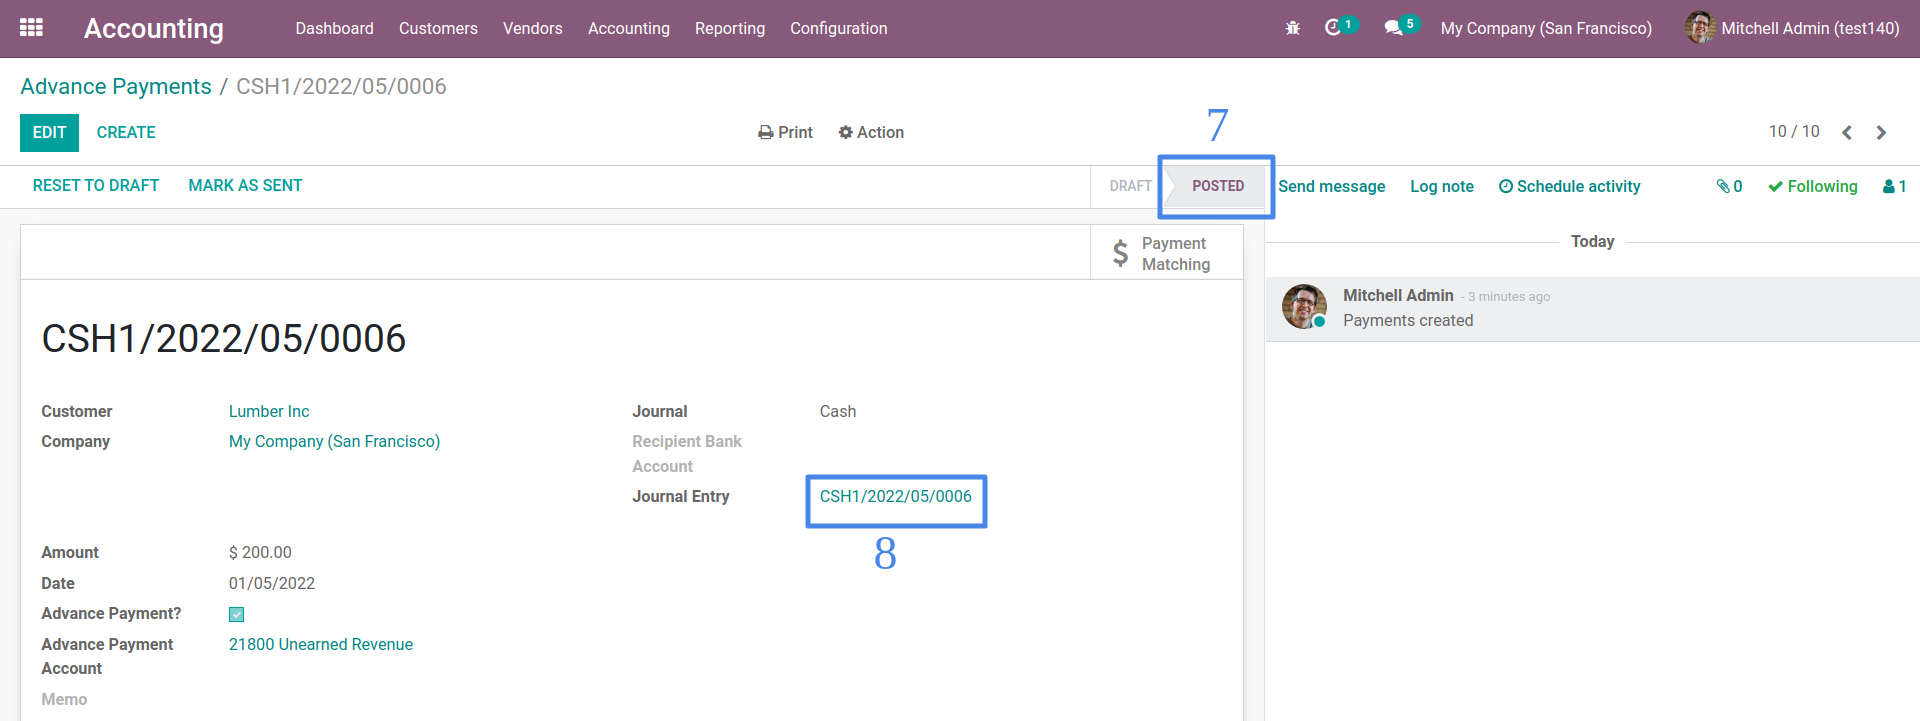 Accounting Dashboard Customers Vendors Accounting Reporting Configuration 1 5 My Company (San Francisco) Mitchell Admin (test140)
Advance Payments / CSH1/2022/05/0006
EDIT CREATE Print Action 7 10 / 10
RESET TO DRAFT MARK AS SENT DRAFT POSTED Send message Log note Schedule activity 0 Following 1
Today
Payment
Matching
Mitchell Admin - 3 minutes ago
Payments created
CSH1/2022/05/0006
Customer Lumber Inc Journal Cash
Company My Company (San Francisco) Recipient Bank
Account
Journal Entry CSH1/2022/05/0006
8
Amount $ 200.00
Date 01/05/2022
Advance Payment?
Advance Payment 21800 Unearned Revenue
Account
Memo